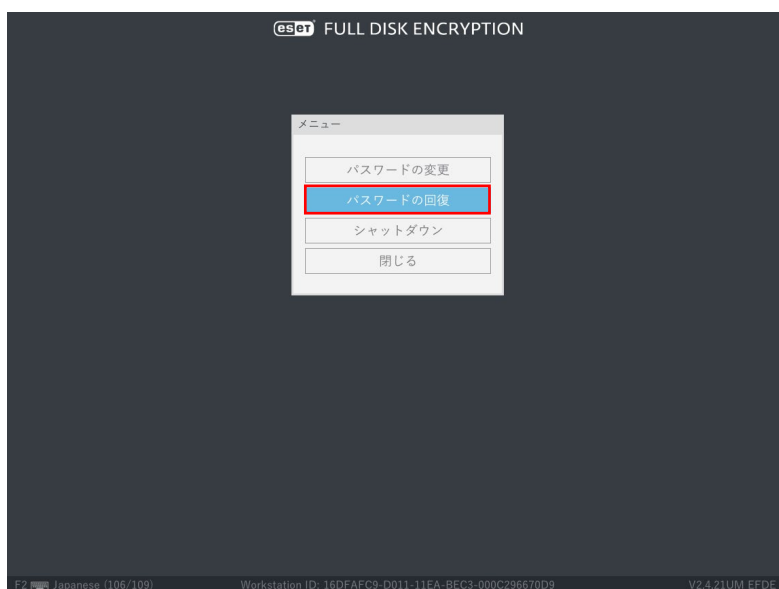 eset FULL DISK ENCRYPTION
メニュー
パスワードの変更
パスワードの回復
シャットダウン
閉じる
F2 Japanese (106/109) Workstation ID: 16DFAFC9-D011-11EA-BEC3-000C296670D9 V2.4.21UM EFDE